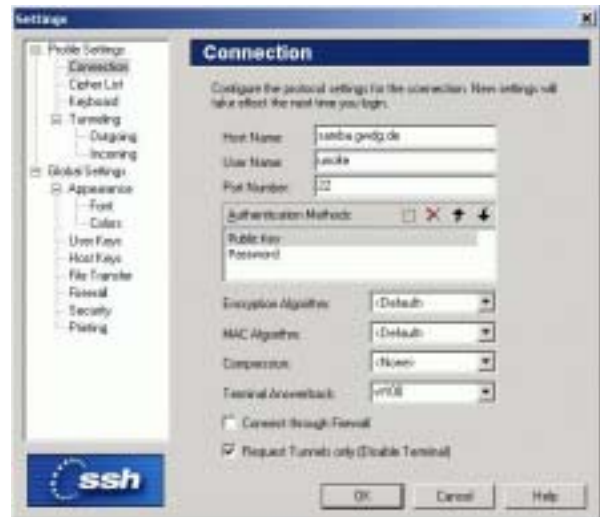 Settings
Profile Settings
Connection
Cipher List
Keyboard
Tunneling
Outgoing
Incoming
Global Settings
Appearance
Font
Colors
User Keys
Host Keys
File Transfer
Firewall
Security
Printing
ssh
Connection
Configure the protocol settings for the connection. New settings will
take effect the next time you login.
Host Name: samba.gwdg.de
User Name:
Port Number: 22
Authentication Methods:
Public Key
Password
Encryption Algorithm: <Default>
MAC Algorithm: <Default>
Compression: <None>
Terminal Answerback: vt100
Connect through Firewall
Request Tunnels only (Disable Terminal)
OK Cancel Help